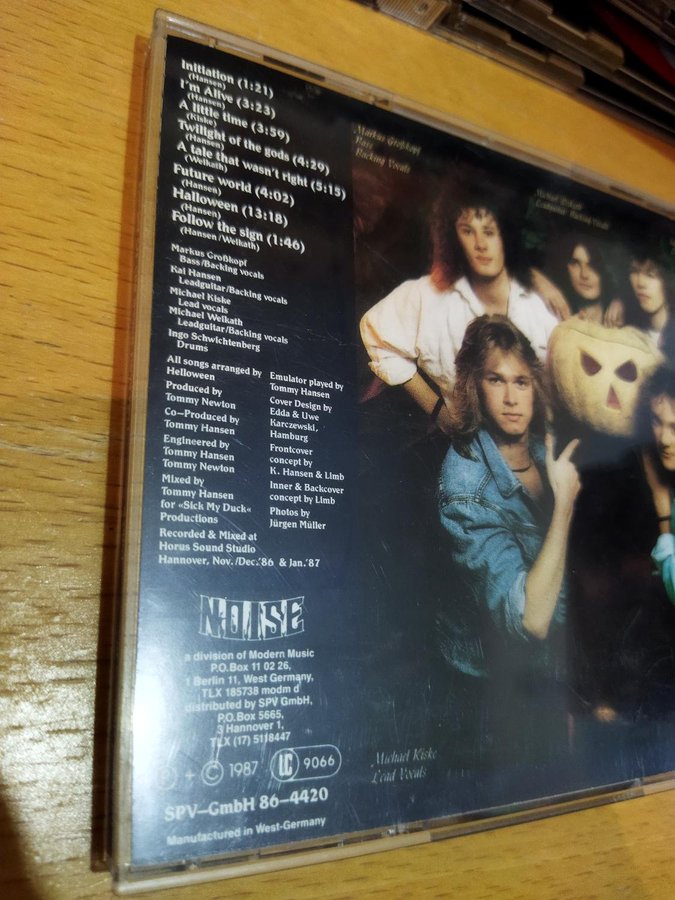 Initiation (1:21)
(Hansen)
I'm Alive (3:23)
(Hansen)
A little time (3:59)
(Kiske)
Twilight of the gods (4:29)
(Hansen)
A tale that wasn't right (5:15)
(Weikath)
Future world (4:02)
(Hansen)
Halloween (13:18)
(Hansen)
Follow the sign (1:46)
(Hansen/Weikath)
Markus Großkopf
Bass/Backing vocals
Kai Hansen
Leadguitar/Backing vocals
Michael Kiske
Lead vocals
Michael Weikath
Leadguitar/Backing vocals
Ingo Schwichtenberg
Drums
All songs arranged by
Helloween
Produced by
Tommy Newton
Co-Produced by
Tommy Hansen
Engineered by
Tommy Hansen
Tommy Newton
Mixed by
Tommy Hansen
for «Sick My Duck«
Productions
Emulator played by
Tommy Hansen
Cover Design by
Edda & Uwe
Karczewski,
Hamburg
Frontcover
concept by
K. Hansen & Limb
Inner & Backcover
concept by Limb
Photos by
Jürgen Müller
Recorded & Mixed at
Horus Sound Studio
Hannover, Nov./Dec.'86 & Jan.'87
NOISE
a division of Modern Music
P.O.Box 11 02 26,
1 Berlin 11, West Germany,
TLX 185738 modm d
distributed by SPV GmbH,
P.O.Box 5665,
3 Hannover 1,
TLX (17) 5118447
℗ + © 1987 LC 9066
SPV-GmbH 86-4420
Manufactured in West-Germany
Markus Großkopf
Bass
Backing Vocals
Michael Weikath
Backing Vocals
Michael Kiske
Lead Vocals